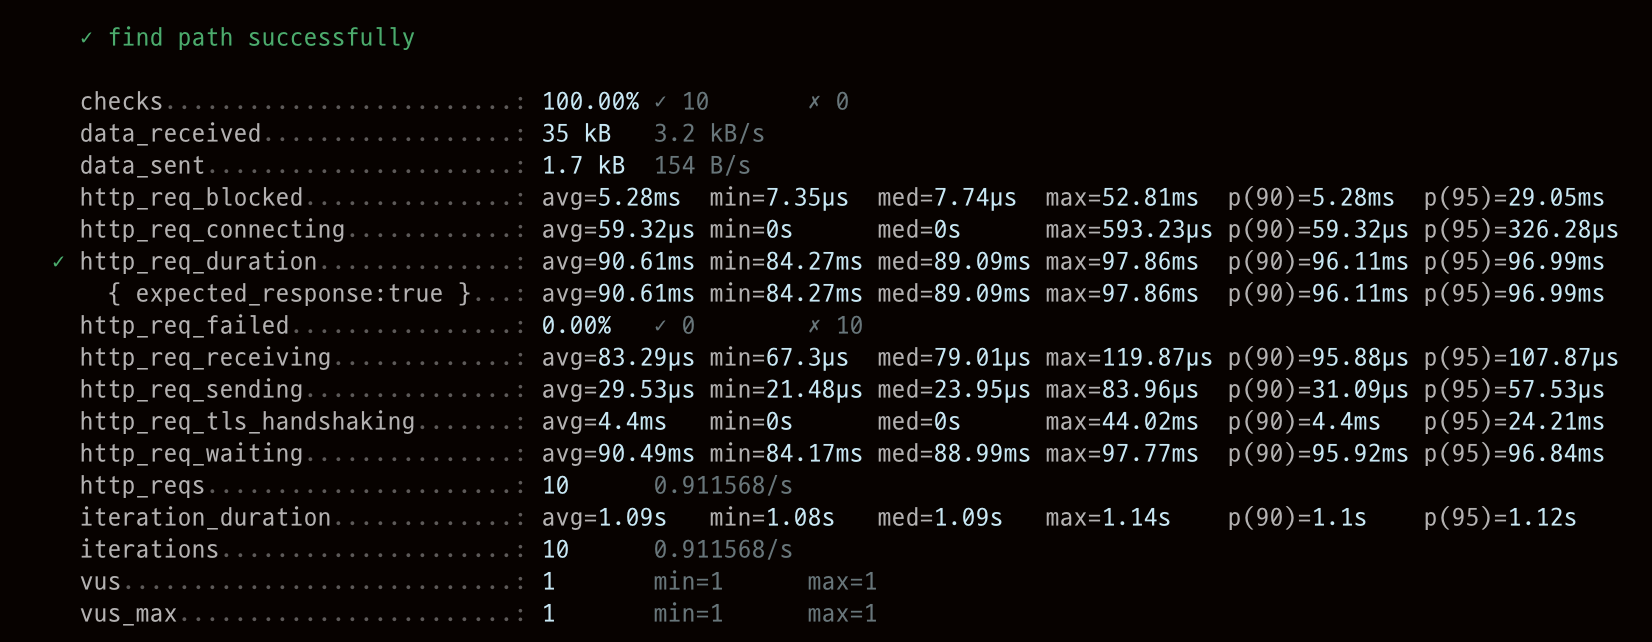 ✓ find path successfully
checks.........................: 100.00% ✓ 10       ✗ 0
data_received..................: 35 kB   3.2 kB/s
data_sent......................: 1.7 kB  154 B/s
http_req_blocked...............: avg=5.28ms  min=7.35µs  med=7.74µs  max=52.81ms  p(90)=5.28ms  p(95)=29.05ms
http_req_connecting............: avg=59.32µs min=0s      med=0s      max=593.23µs p(90)=59.32µs p(95)=326.28µs
✓ http_req_duration..............: avg=90.61ms min=84.27ms med=89.09ms max=97.86ms  p(90)=96.11ms p(95)=96.99ms
{ expected_response:true }...: avg=90.61ms min=84.27ms med=89.09ms max=97.86ms  p(90)=96.11ms p(95)=96.99ms
http_req_failed................: 0.00%   ✓ 0        ✗ 10
http_req_receiving.............: avg=83.29µs min=67.3µs  med=79.01µs max=119.87µs p(90)=95.88µs p(95)=107.87µs
http_req_sending...............: avg=29.53µs min=21.48µs med=23.95µs max=83.96µs  p(90)=31.09µs p(95)=57.53µs
http_req_tls_handshaking.......: avg=4.4ms   min=0s      med=0s      max=44.02ms  p(90)=4.4ms   p(95)=24.21ms
http_req_waiting...............: avg=90.49ms min=84.17ms med=88.99ms max=97.77ms  p(90)=95.92ms p(95)=96.84ms
http_reqs......................: 10      0.911568/s
iteration_duration.............: avg=1.09s   min=1.08s   med=1.09s   max=1.14s    p(90)=1.1s    p(95)=1.12s
iterations.....................: 10      0.911568/s
vus............................: 1       min=1      max=1
vus_max........................: 1       min=1      max=1